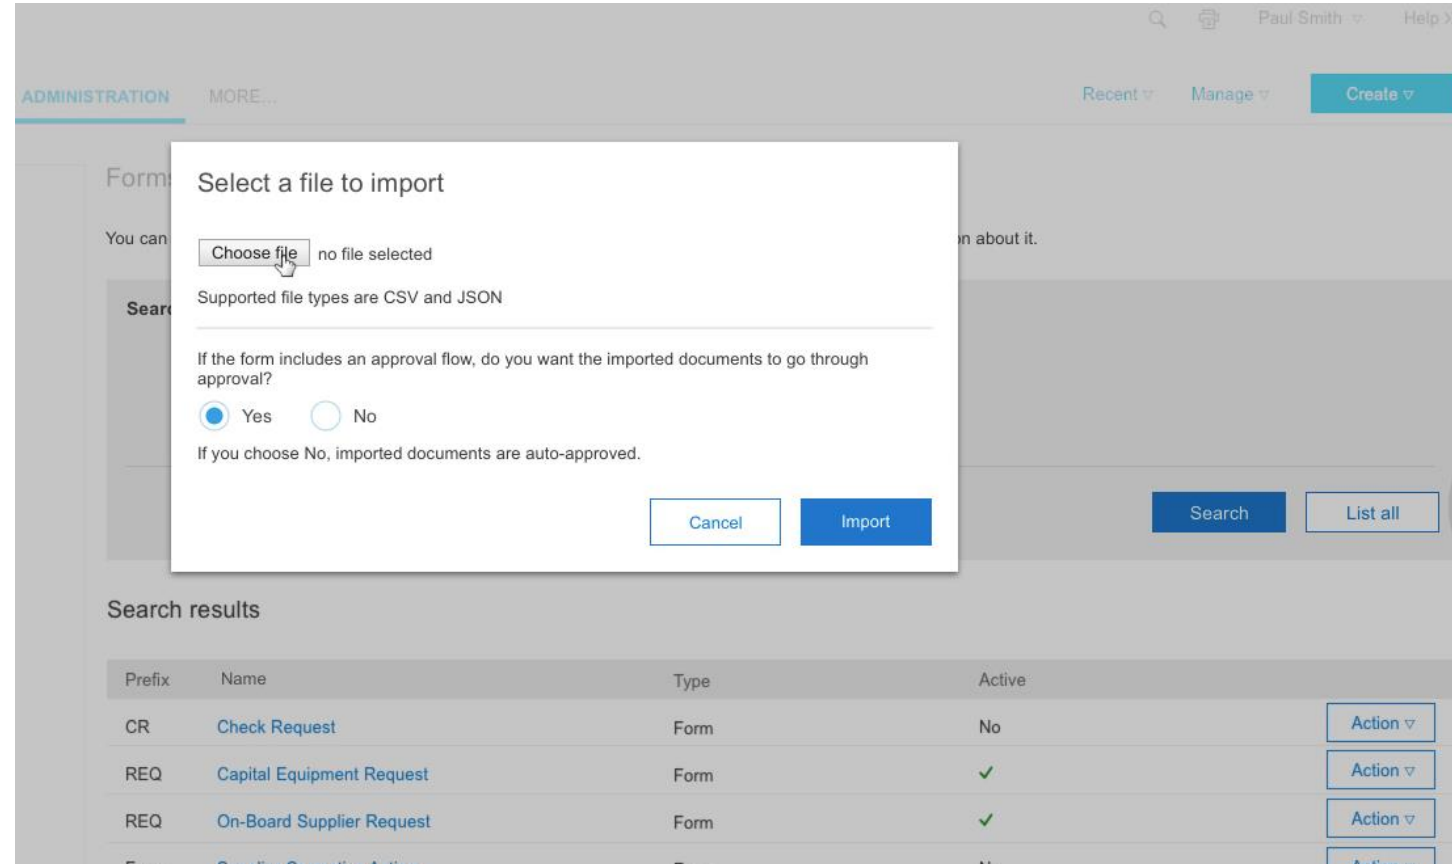 Paul Smith
Help
ADMINISTRATION
MORE...
Recent
Manage
Create
Form
Select a file to import
You can
on about it.
Choose file
no file selected
Supported file types are CSV and JSON
Sear
If the form includes an approval flow, do you want the imported documents to go through
approval?
Yes
No
If you choose No, imported documents are auto-approved.
Cancel
Import
Search
List all
Search results
Prefix Name Type Active
CR Check Request Form No Action
REQ Capital Equipment Request Form Action
REQ On-Board Supplier Request Form Action